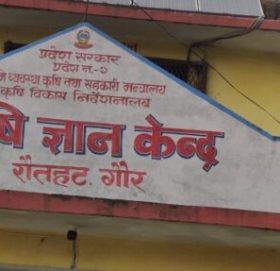 प्रदेश सरकार
प्रदेश नं.-२
व्यवस्था कृषि तथा सहकारी मन्त्रालय
कृषि विकास निर्देशनालय
षि ज्ञान केन्द्र
रौतहट, गौर